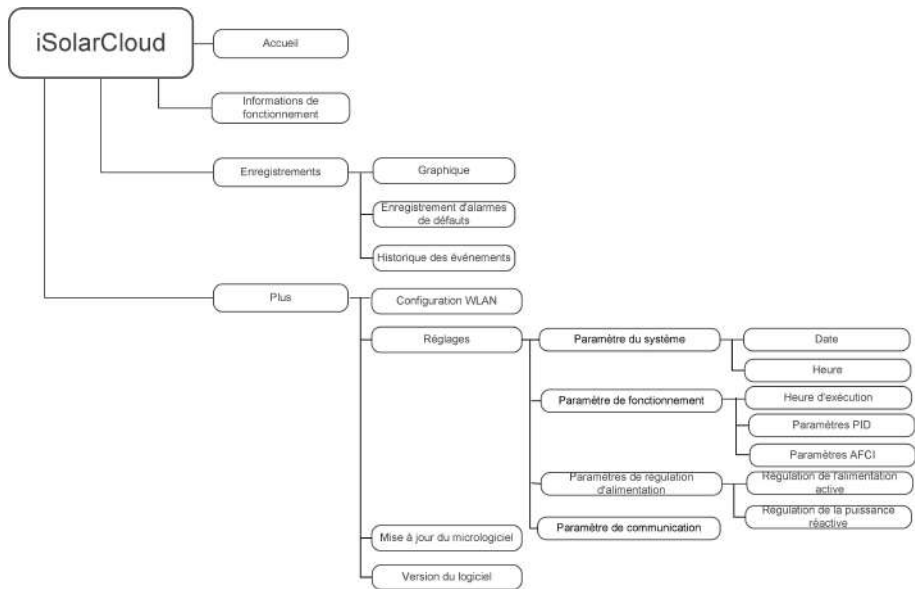 iSolarCloud
Accueil
Informations de
fonctionnement
Enregistrements
Graphique
Enregistrement d'alarmes
de défauts
Historique des événements
Plus
Configuration WLAN
Réglages
Paramètre du système
Date
Heure
Paramètre de fonctionnement
Heure d'exécution
Paramètres PID
Paramètres AFCI
Paramètres de régulation
d'alimentation
Régulation de l'alimentation
active
Régulation de la puissance
réactive
Paramètre de communication
Mise à jour du micrologiciel
Version du logiciel